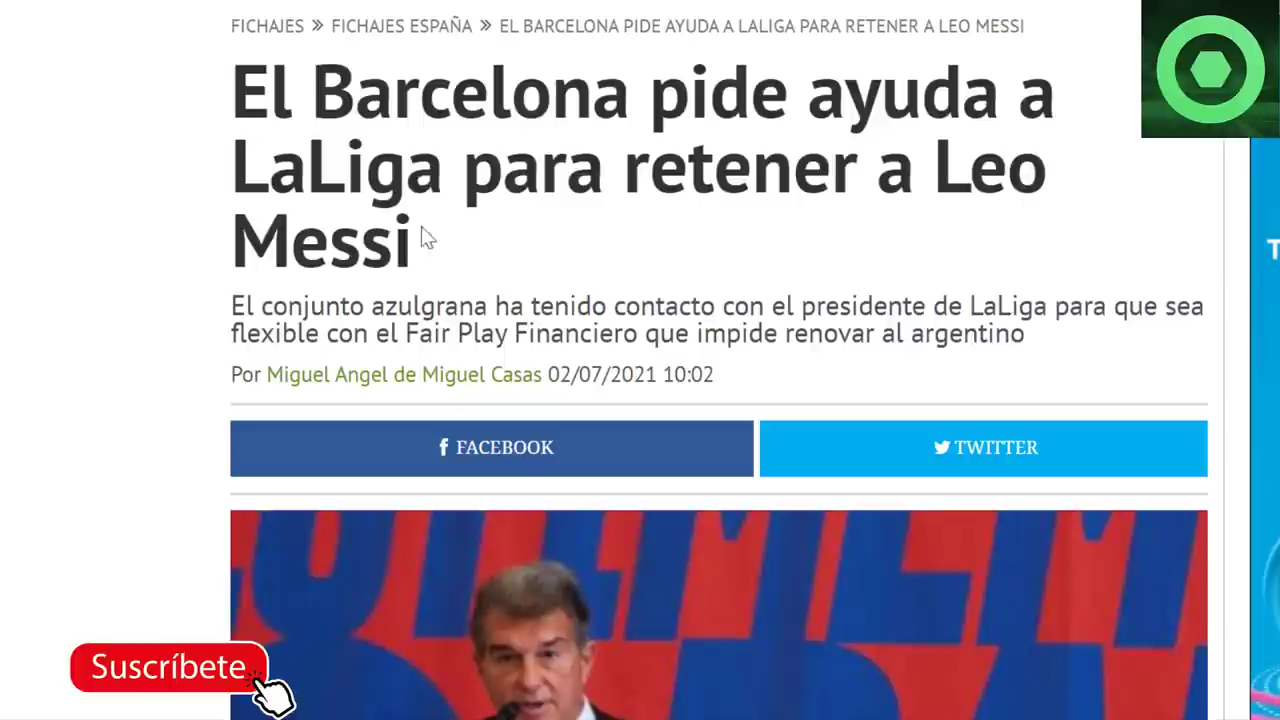 FICHAJES » FICHAJES ESPAÑA » EL BARCELONA PIDE AYUDA A LALIGA PARA RETENER A LEO MESSI
El Barcelona pide ayuda a
LaLiga para retener a Leo
Messi
El conjunto azulgrana ha tenido contacto con el presidente de LaLiga para que sea
flexible con el Fair Play Financiero que impide renovar al argentino
Por Miguel Angel de Miguel Casas 02/07/2021 10:02
FACEBOOK
TWITTER
Suscríbete